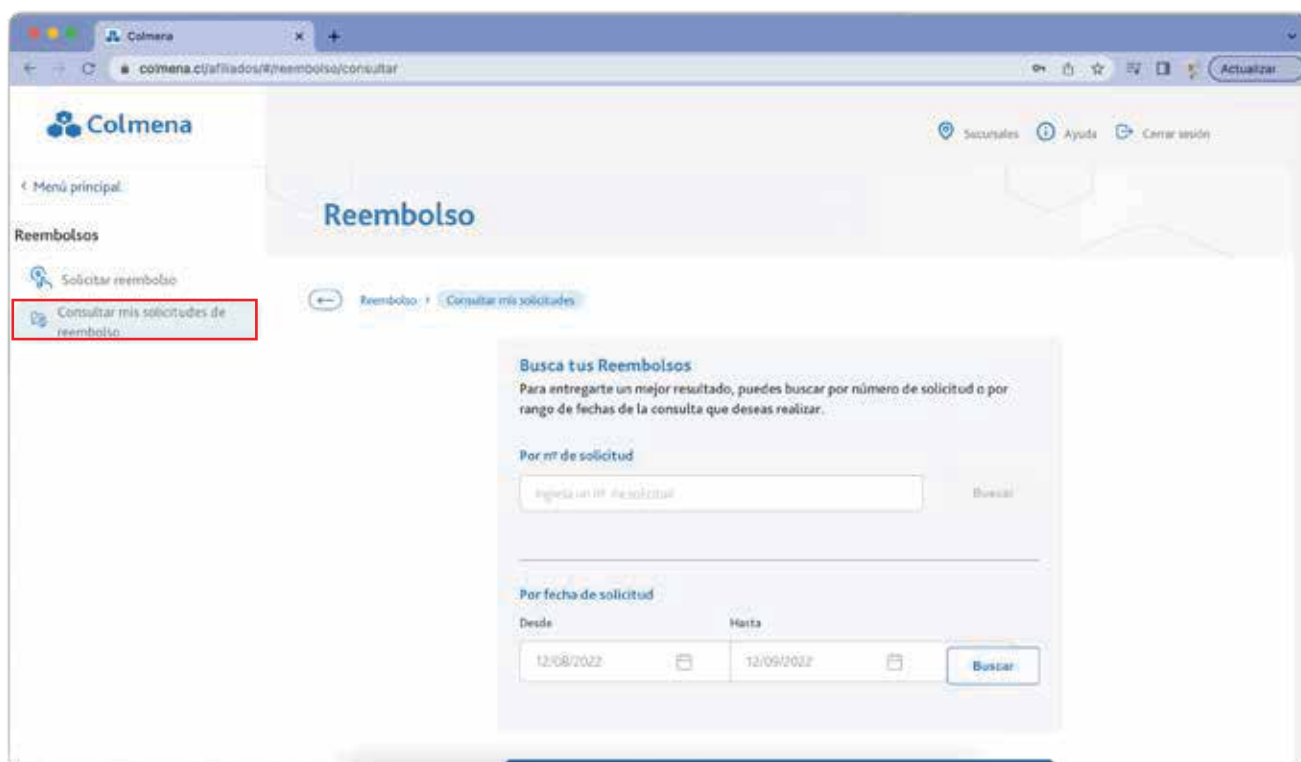 Colmena
colmena.cl/afiliados/#/reembolso/consultar
Actualizar
Colmena
Sucursales
Ayuda
Cerrar sesión
Menú principal
Reembolso
Reembolsos
Solicitar reembolso
Consultar mis solicitudes de
reembolso
Reembolso
Consultar mis solicitudes
Busca tus Reembolsos
Para entregarte un mejor resultado, puedes buscar por número de solicitud o por
rango de fechas de la consulta que deseas realizar.
Por nº de solicitud
Ingresa un nº de solicitud
Buscar
Por fecha de solicitud
Desde
Hasta
12/08/2022
12/09/2022
Buscar